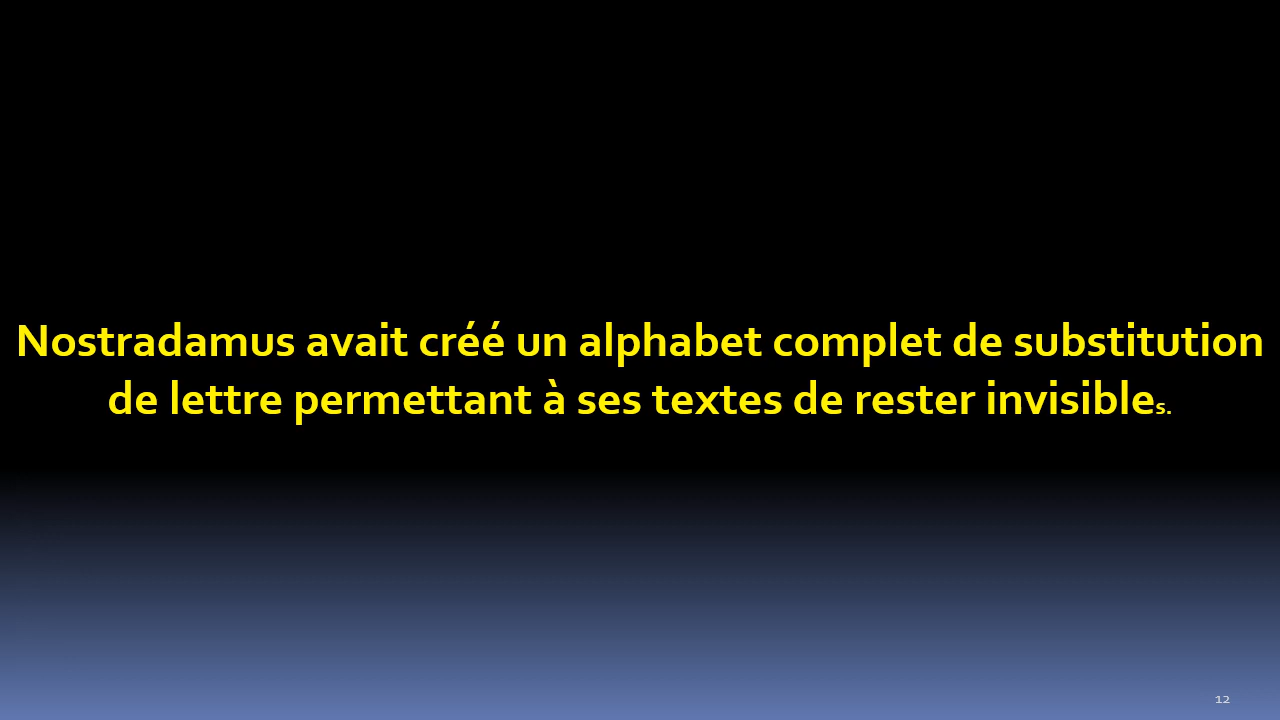 Nostradamus avait créé un alphabet complet de substitution
de lettre permettant à ses textes de rester invisibles.
12